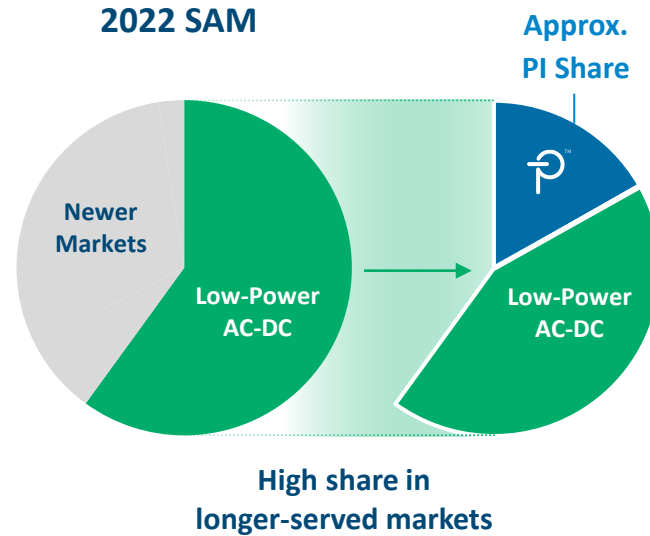 2022 SAM
Approx.
PI Share
Newer
Markets
Low-Power
AC-DC
™
Low-Power
AC-DC
High share in
longer-served markets